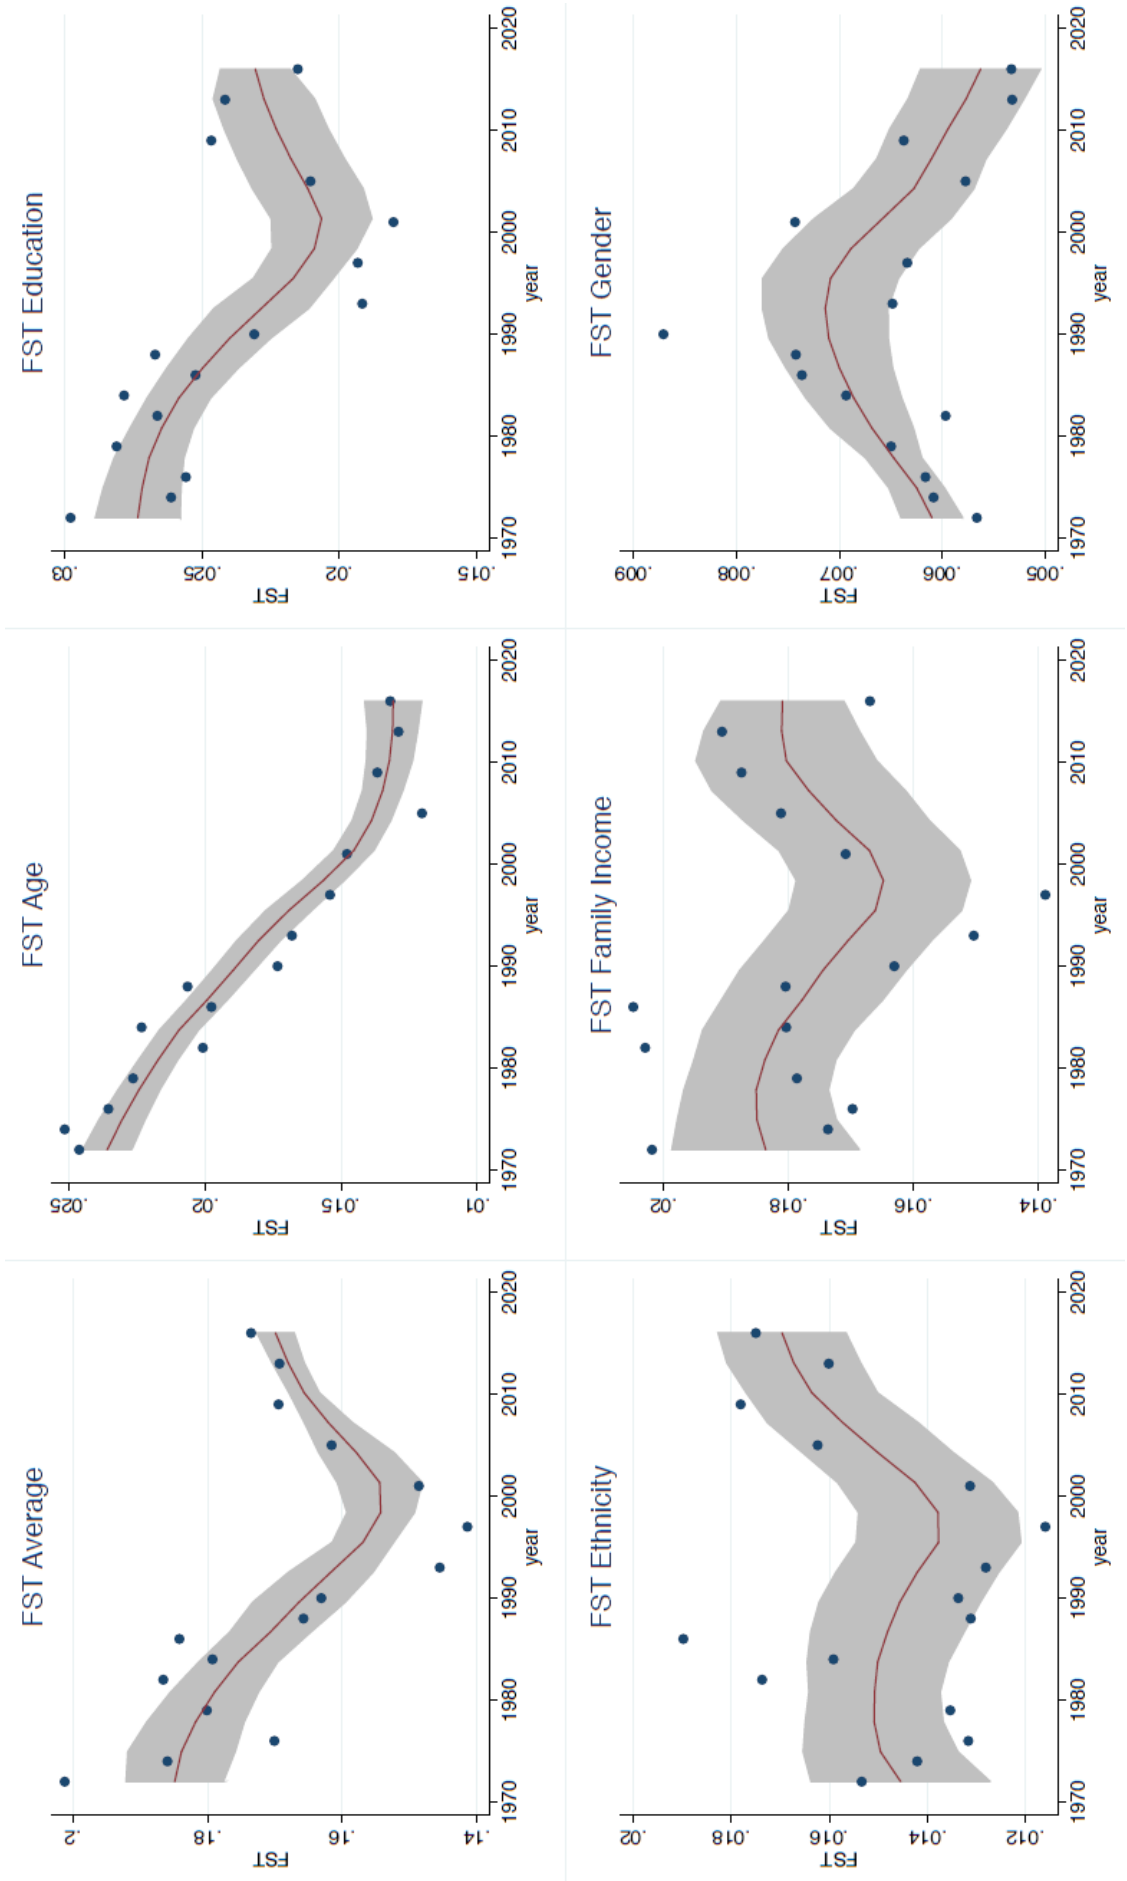 FST Average
FST
.2
.18
.16
.14
1970 1980 1990 2000 2010 2020
year
FST Age
FST
.025
.02
.015
.01
1970 1980 1990 2000 2010 2020
year
FST Education
FST
.03
.025
.02
.015
1970 1980 1990 2000 2010 2020
year
FST Ethnicity
FST
.02
.018
.016
.014
.012
1970 1980 1990 2000 2010 2020
year
FST Family Income
FST
.02
.018
.016
.014
1970 1980 1990 2000 2010 2020
year
FST Gender
FST
.009
.008
.007
.006
.005
1970 1980 1990 2000 2010 2020
year